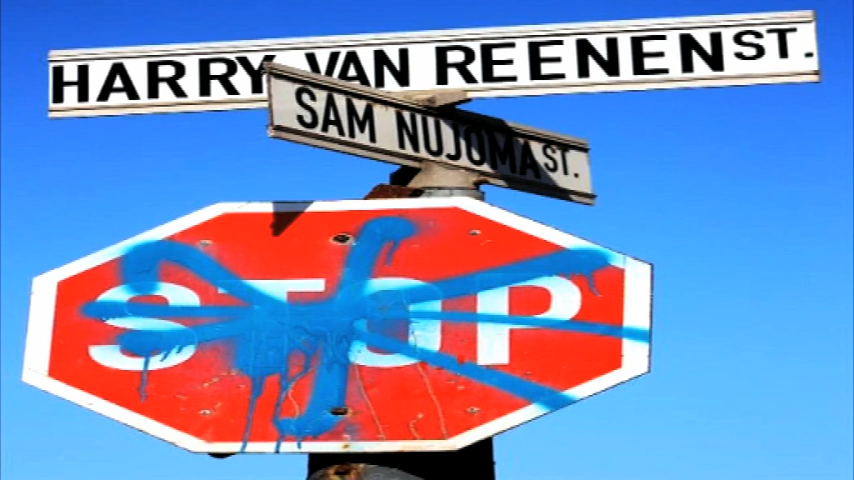 HARRY VAN REENEN ST.
SAM NUJOMA ST.
STOP